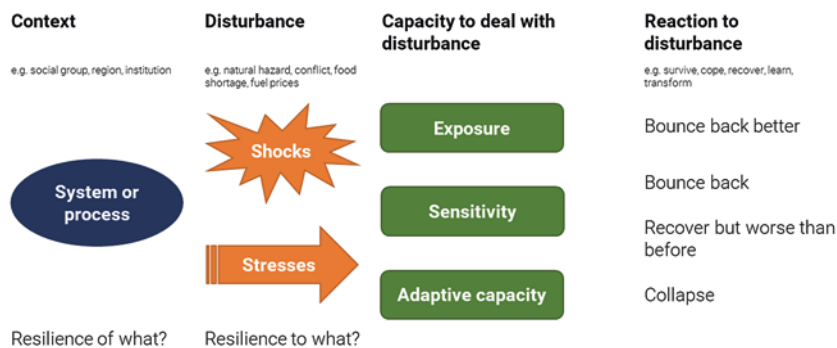 Context
e.g. social group, region, institution
System or
process
Resilience of what?
Disturbance
e.g. natural hazard, conflict, food
shortage, fuel prices
Shocks
Stresses
Resilience to what?
Capacity to deal with
disturbance
Exposure
Sensitivity
Adaptive capacity
Reaction to
disturbance
e.g. survive, cope, recover, learn,
transform
Bounce back better
Bounce back
Recover but worse than
before
Collapse